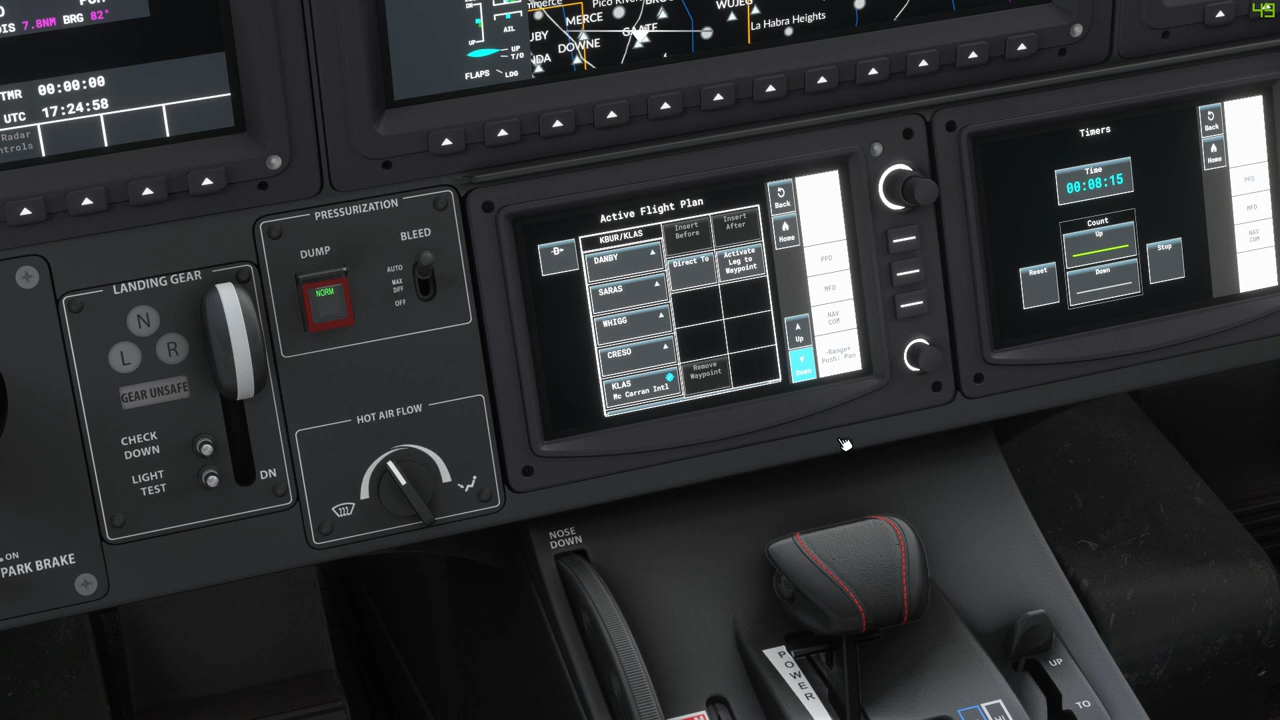 DIS 7.8NM BRG 82°
TMR 00:00:00
UTC 17:24:58
Radar
AIL
UP
UP
T/O
FLAPS
LDG
MERCE
DOWNE
GAATE
La Habra Heights
49
LANDING GEAR
N
L
R
GEAR UNSAFE
CHECK
DOWN
LIGHT
TEST
DN
ON
PARK BRAKE
PRESSURIZATION
DUMP
NORM
BLEED
AUTO
MAX
DIFF
OFF
HOT AIR FLOW
Active Flight Plan
KBUR/KLAS
DANBY
SARAS
WHIGG
CRESO
KLAS
Mc Carran Intl
Insert
Before
Insert
After
Direct To
Activate
Leg to
Waypoint
Remove
Waypoint
Back
Home
Up
Down
PFD
MFD
NAV
COM
-Range+
Push: Pan
Timers
Time
00:08:15
Count
Up
Down
Reset
Stop
Back
Home
PFD
MFD
NAV
COM
NOSE
DOWN
POWER
UP
TO